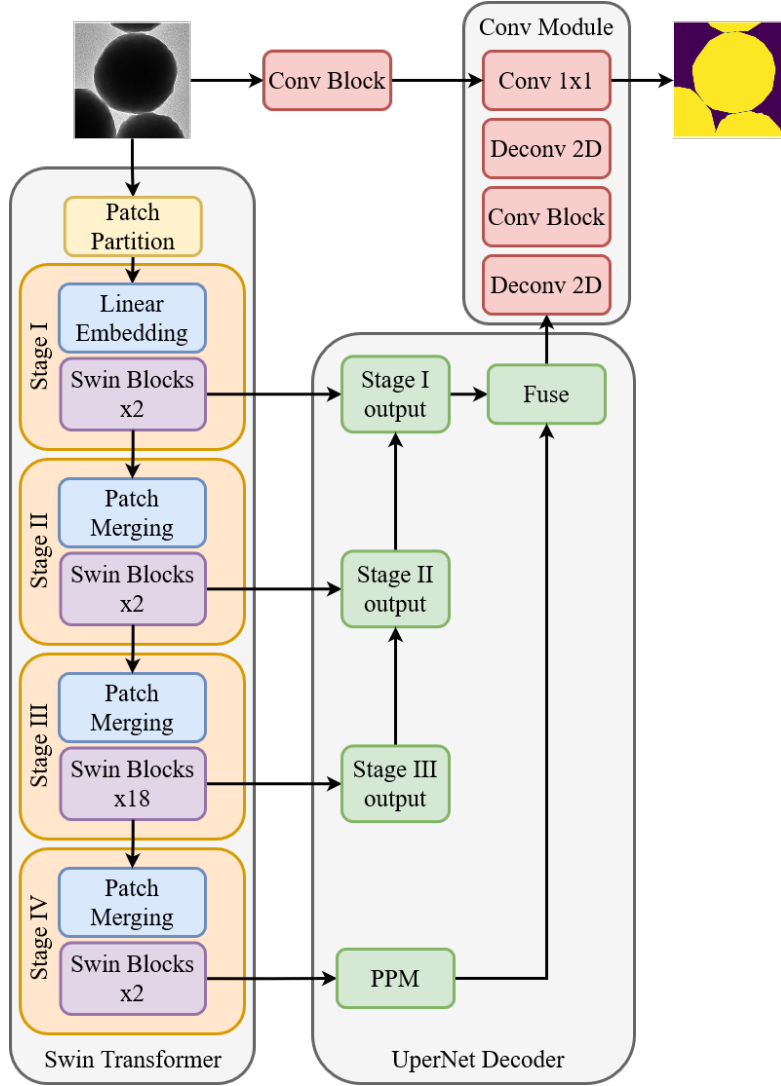 Conv Module
Conv Block
Conv 1x1
Deconv 2D
Conv Block
Deconv 2D
Patch
Partition
Stage I
Linear
Embedding
Swin Blocks
x2
Stage I
output
Fuse
Stage II
Patch
Merging
Swin Blocks
x2
Stage II
output
Stage III
Patch
Merging
Swin Blocks
x18
Stage III
output
Stage IV
Patch
Merging
Swin Blocks
x2
PPM
Swin Transformer
UperNet Decoder